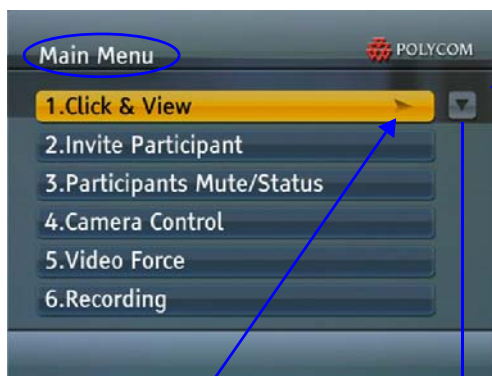 Main Menu
POLYCOM
1.Click & View
2.Invite Participant
3.Participants Mute/Status
4.Camera Control
5.Video Force
6.Recording